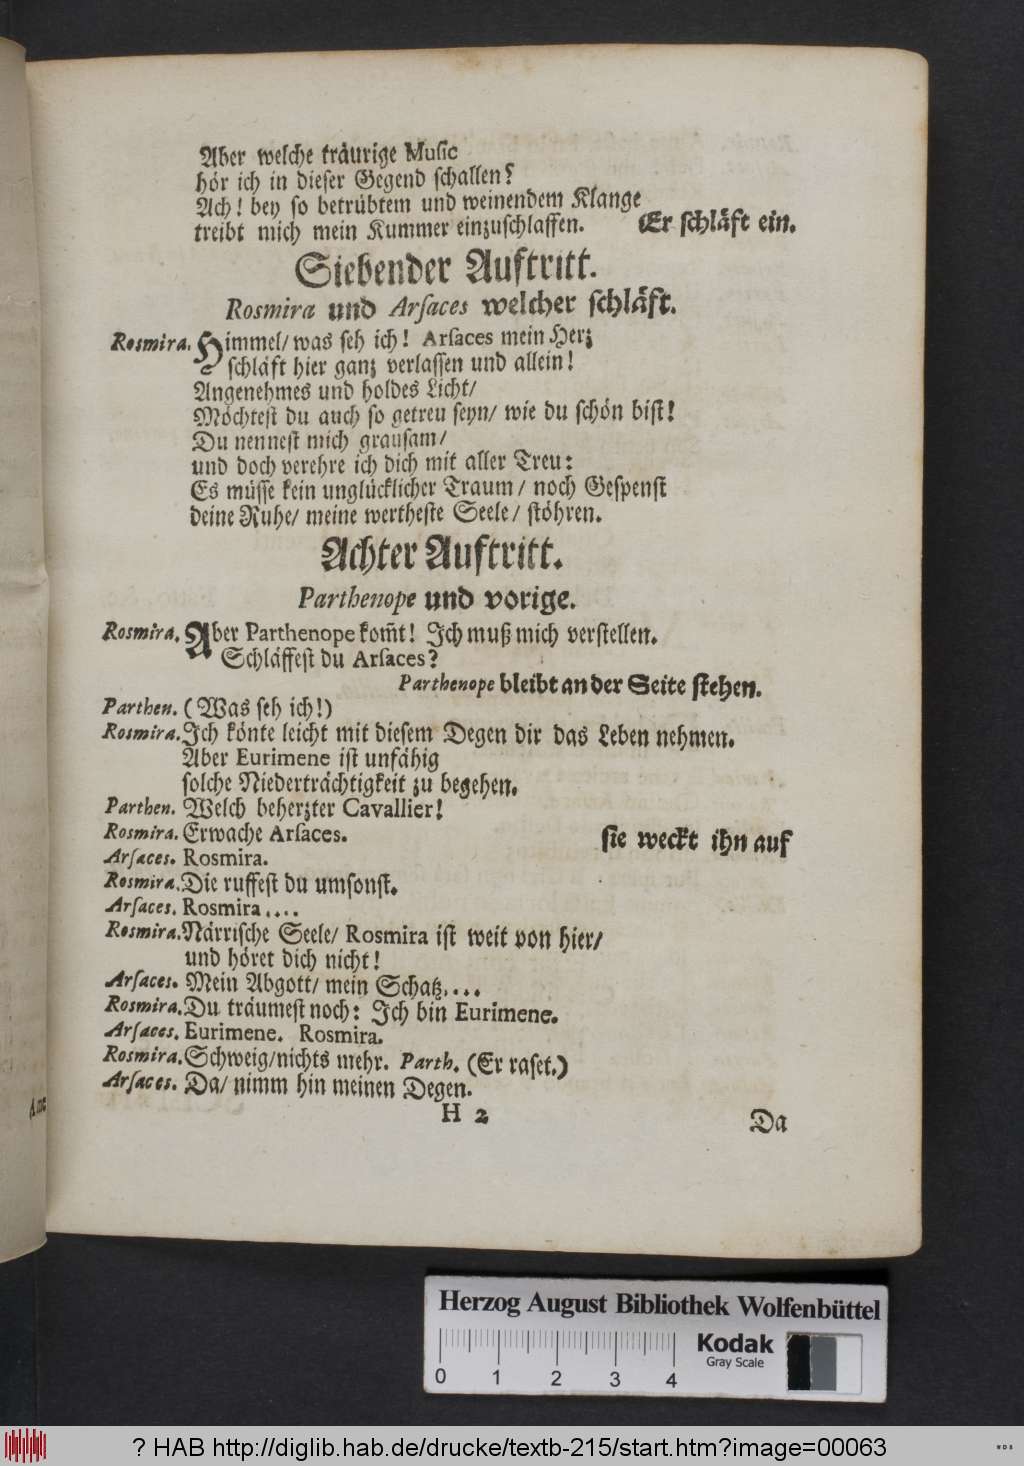 Aber welche träurige Music
hör ich in dieser Gegend schallen?
Ach! bey so betrübtem und weinendem Klange
treibt mich mein Kummer einzuschlaffen. Er schläft ein.
Siebender Auftritt.
Rosmira und Arsaces welcher schläft.
Rosmira. Himmel/ was seh ich! Arsaces mein Herz
schläft hier ganz verlassen und allein!
Angenehmes und holdes Licht/
Möchtest du auch so getreu seyn/ wie du schön bist!
Du nennest mich grausam/
und doch verehre ich dich mit aller Treu:
Es müsse kein unglücklicher Traum/ noch Gespenst
deine Ruhe/ meine wertheste Seele/ stöhren.
Achter Auftritt.
Parthenope und vorige.
Rosmira. Aber Parthenope kom̃t! Ich muß mich verstellen.
Schläffest du Arsaces?
Parthenope bleibt an der Seite stehen.
Parthen. (Was seh ich!)
Rosmira. Ich könte leicht mit diesem Degen dir das Leben nehmen.
Aber Eurimene ist unfähig
solche Niederträchtigkeit zu begehen.
Parthen. Welch beherzter Cavallier!
Rosmira. Erwache Arsaces. sie weckt ihn auf
Arsaces. Rosmira.
Rosmira. Die ruffest du umsonst.
Arsaces. Rosmira....
Rosmira. Närrische Seele/ Rosmira ist weit von hier/
und höret dich nicht!
Arsaces. Mein Abgott/ mein Schatz....
Rosmira. Du träumest noch: Ich bin Eurimene.
Arsaces. Eurimene. Rosmira.
Rosmira. Schweig/ nichts mehr. Parth. (Er raset.)
Arsaces. Da/ nimm hin meinen Degen.
H 2
Da
Herzog August Bibliothek Wolfenbüttel
0 1 2 3 4
Kodak
Gray Scale
? HAB http://diglib.hab.de/drucke/textb-215/start.htm?image=00063
WDB